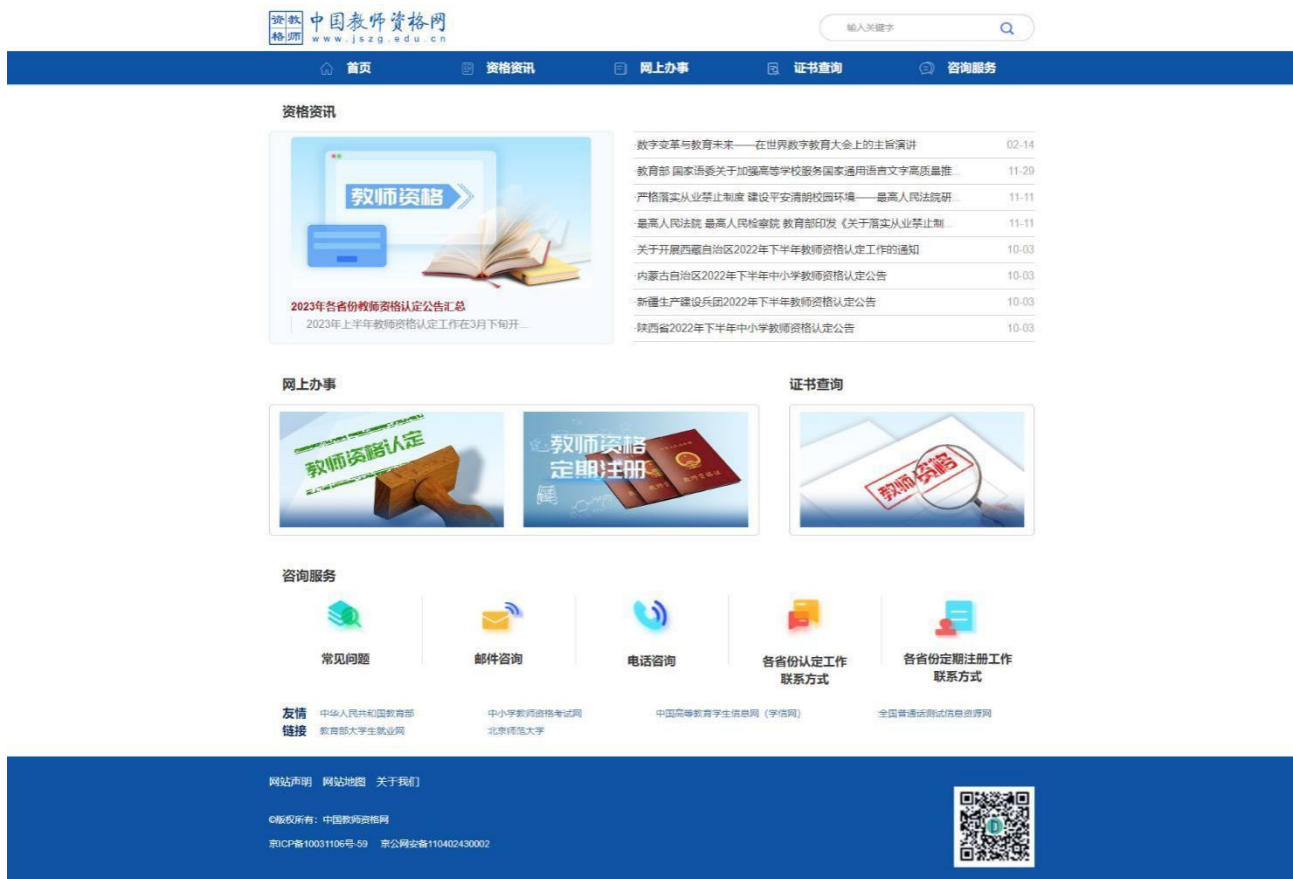 资教
格师
中国教师资格网
www.jszg.edu.cn
输入关键字
首页
资格资讯
网上办事
证书查询
咨询服务
资格资讯
教师资格
2023年各省份教师资格认定公告汇总
2023年上半年教师资格认定工作在3月下旬开...
·数字变革与教育未来——在世界数字教育大会上的主旨演讲 02-14
·教育部 国家语委关于加强高等学校服务国家通用语言文字高质量推... 11-29
·严格落实从业禁止制度 建设平安清朗校园环境——最高人民法院研... 11-11
·最高人民法院 最高人民检察院 教育部印发《关于落实从业禁止制... 11-11
·关于开展西藏自治区2022年下半年教师资格认定工作的通知 10-03
·内蒙古自治区2022年下半年中小学教师资格认定公告 10-03
·新疆生产建设兵团2022年下半年教师资格认定公告 10-03
·陕西省2022年下半年中小学教师资格认定公告 10-03
网上办事
教师资格认定
教师资格
定期注册
证书查询
教师资格
咨询服务
常见问题
邮件咨询
电话咨询
各省份认定工作
联系方式
各省份定期注册工作
联系方式
友情
链接
中华人民共和国教育部
中小学教师资格考试网
中国高等教育学生信息网（学信网）
全国普通话测试信息资源网
教育部大学生就业网
北京师范大学
网站声明 网站地图 关于我们
©版权所有：中国教师资格网
京ICP备10031106号-59 京公网安备110402430002